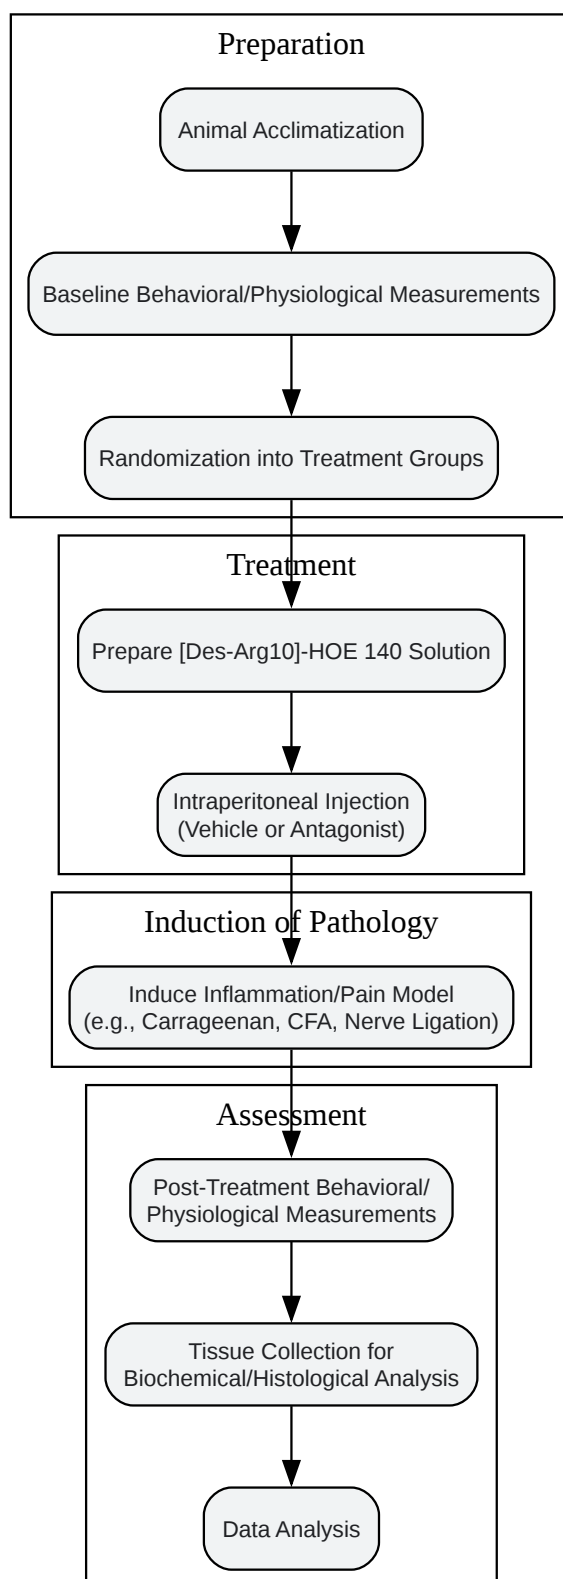 Preparation
Animal Acclimatization
Baseline Behavioral/Physiological Measurements
Randomization into Treatment Groups
Treatment
Prepare [Des-Arg10]-HOE 140 Solution
Intraperitoneal Injection
(Vehicle or Antagonist)
Induction of Pathology
Induce Inflammation/Pain Model
(e.g., Carrageenan, CFA, Nerve Ligation)
Assessment
Post-Treatment Behavioral/
Physiological Measurements
Tissue Collection for
Biochemical/Histological Analysis
Data Analysis